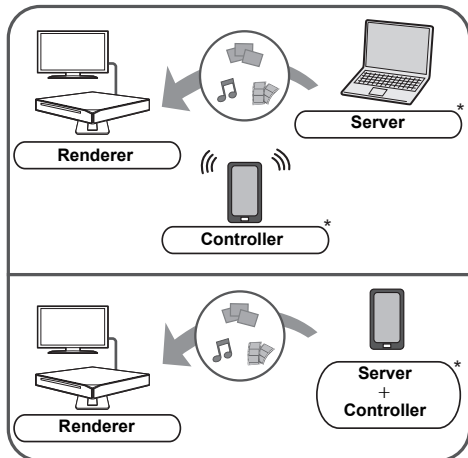 *
Server
Renderer
*
Controller
*
Server
+
Controller
Renderer